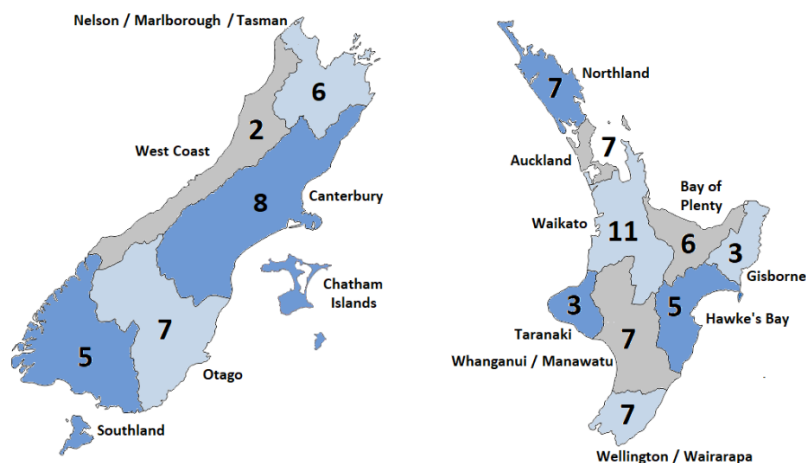 Nelson / Marlborough / Tasman
6
2
West Coast
Canterbury
8
Chatham
Islands
7
5
Otago
Southland
Northland
7
7
Auckland
Bay of
Plenty
Waikato
11
6
3
Gisborne
3
5
Hawke's Bay
Taranaki
7
Whanganui / Manawatu
7
Wellington / Wairarapa